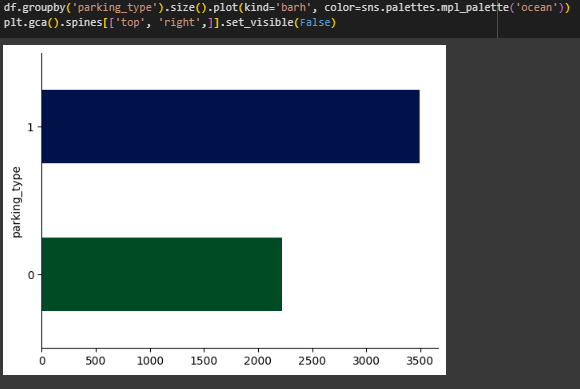 df.groupby('parking_type').size().plot(kind='barh', color=sns.palettes.mpl_palette('ocean'))
plt.gca().spines[['top', 'right',]].set_visible(False)
1
parking_type
0
0 500 1000 1500 2000 2500 3000 3500